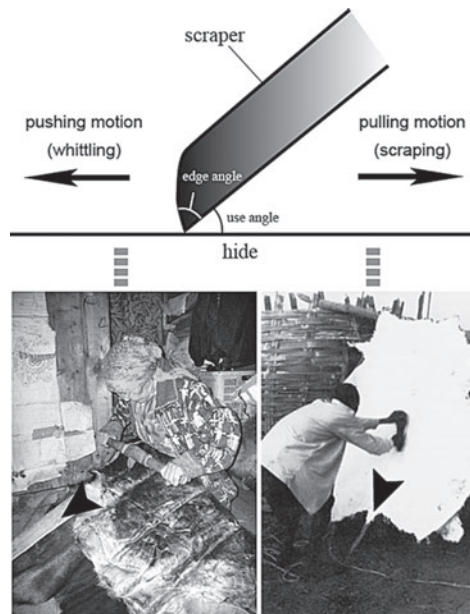 scraper
pushing motion
(whittling)
pulling motion
(scraping)
edge angle
use angle
hide